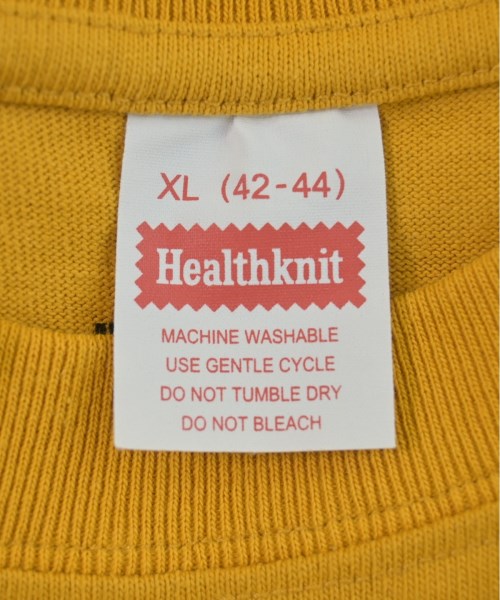 XL (42-44)
Healthknit
MACHINE WASHABLE
USE GENTLE CYCLE
DO NOT TUMBLE DRY
DO NOT BLEACH